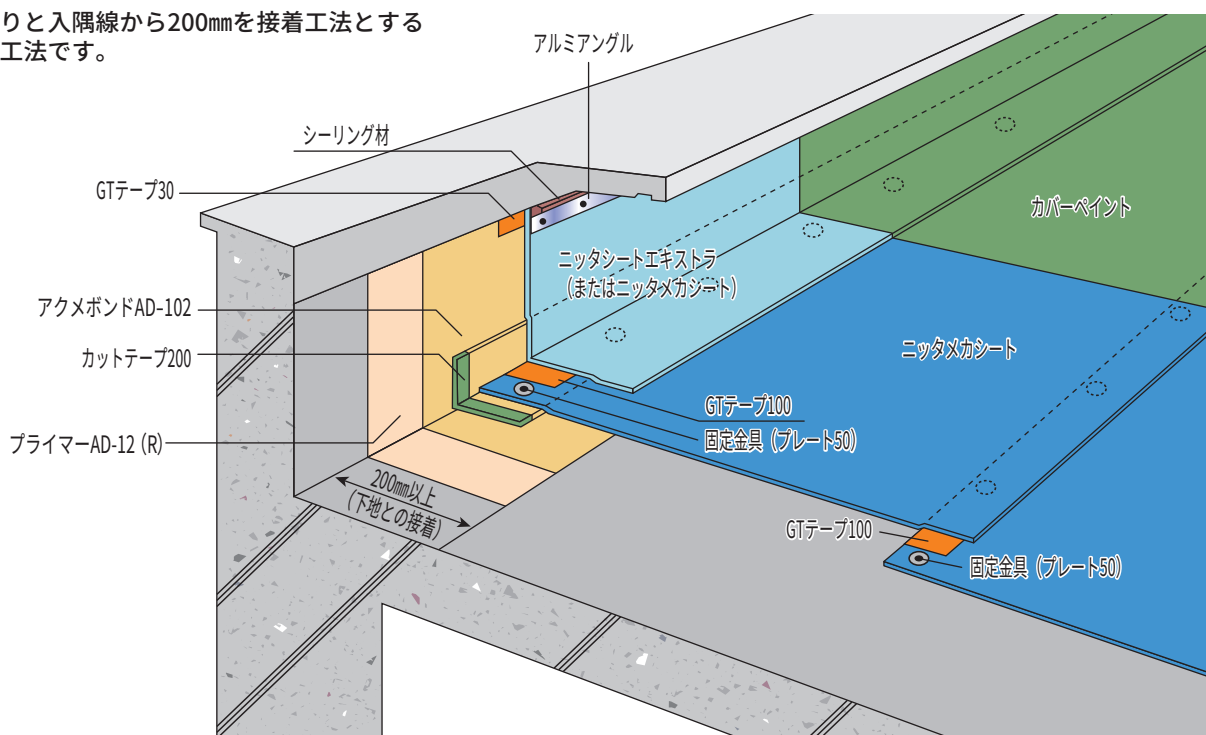 りと入隅線から200㎜を接着工法とする
工法です。
アルミアングル
シーリング材
GTテープ30
カバーペイント
ニッタシートエキストラ
（またはニッタメカシート）
アクメボンドAD-102
ニッタメカシート
カットテープ200
GTテープ100
固定金具（プレート50）
プライマーAD-12（R）
200㎜以上
（下地との接着）
GTテープ100
固定金具（プレート50）